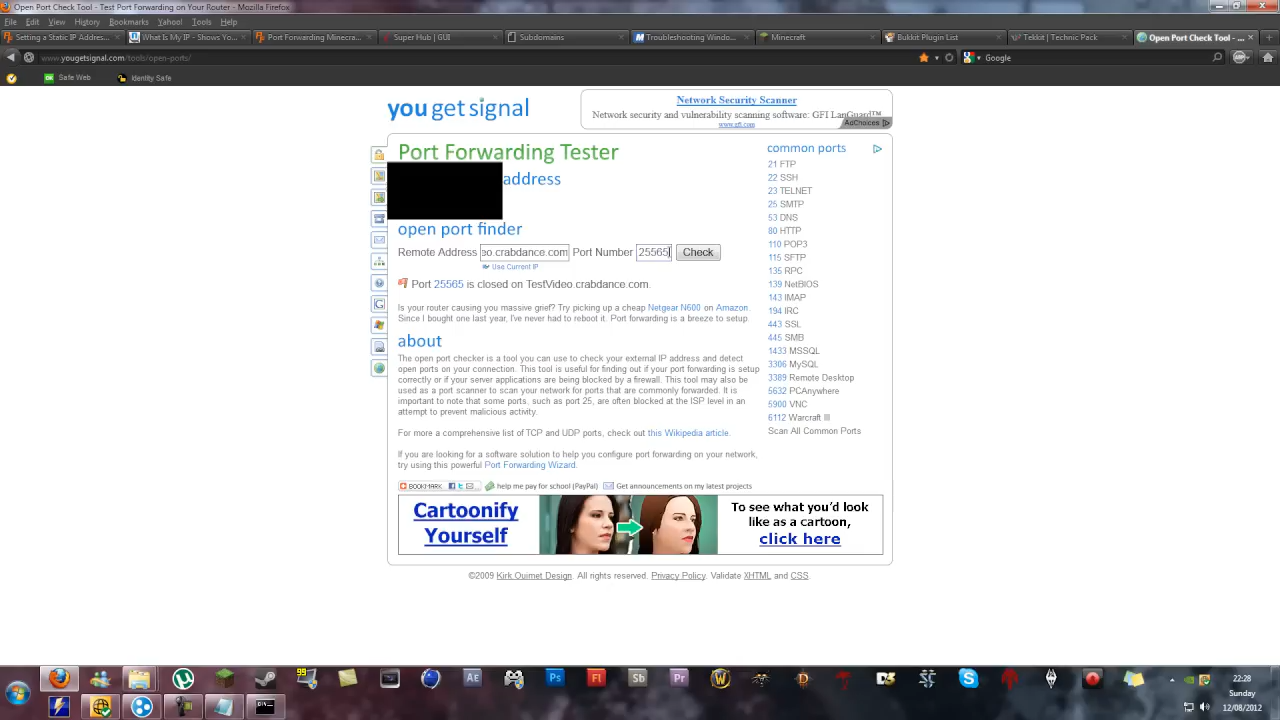 Open Port Check Tool - Test Port Forwarding on Your Router - Mozilla Firefox
File Edit View History Bookmarks Yahoo! Tools Help
Setting a Static IP Address... What Is My IP - Shows Yo... Port Forwarding Minecra... Super Hub | GUI Subdomains Troubleshooting Windo... Minecraft Bukkit Plugin List Tekkit | Technic Pack Open Port Check Tool - ...
www.yougetsignal.com/tools/open-ports/
Google
OK Safe Web Identity Safe
you get signal
Network Security Scanner
Network security and vulnerability scanning software: GFI LanGuard™
www.gfi.com
AdChoices
Port Forwarding Tester
address
open port finder
Remote Address eo.crabdance.com Port Number 25565 Check
Use Current IP
Port 25565 is closed on TestVideo.crabdance.com.
Is your router causing you massive grief? Try picking up a cheap Netgear N600 on Amazon.
Since I bought one last year, I've never had to reboot it. Port forwarding is a breeze to setup.
about
The open port checker is a tool you can use to check your external IP address and detect
open ports on your connection. This tool is useful for finding out if your port forwarding is setup
correctly or if your server applications are being blocked by a firewall. This tool may also be
used as a port scanner to scan your network for ports that are commonly forwarded. It is
important to note that some ports, such as port 25, are often blocked at the ISP level in an
attempt to prevent malicious activity.
For more a comprehensive list of TCP and UDP ports, check out this Wikipedia article.
If you are looking for a software solution to help you configure port forwarding on your network,
try using this powerful Port Forwarding Wizard.
BOOKMARK help me pay for school (PayPal) Get announcements on my latest projects
common ports
21 FTP
22 SSH
23 TELNET
25 SMTP
53 DNS
80 HTTP
110 POP3
115 SFTP
135 RPC
139 NetBIOS
143 IMAP
194 IRC
443 SSL
445 SMB
1433 MSSQL
3306 MySQL
3389 Remote Desktop
5632 PCAnywhere
5900 VNC
6112 Warcraft III
Scan All Common Ports
Cartoonify
Yourself
To see what you'd look
like as a cartoon,
click here
©2009 Kirk Ouimet Design. All rights reserved. Privacy Policy. Validate XHTML and CSS.
99
Ae Ps Fl Sb Pr
22:28
Sunday
12/08/2012